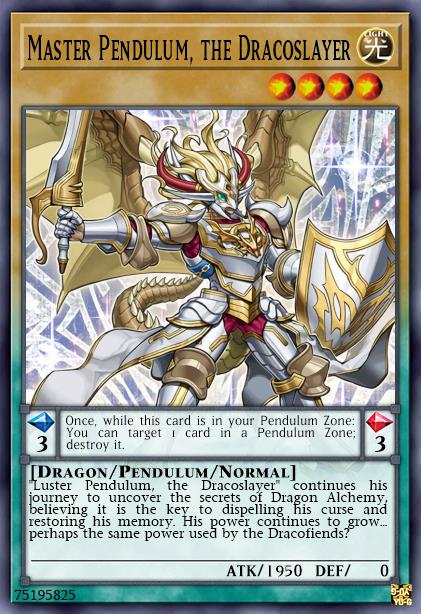 Master Pendulum, the Dracoslayer
LIGHT
光
Once, while this card is in your Pendulum Zone:
You can target 1 card in a Pendulum Zone;
destroy it.
3
3
[Dragon/Pendulum/Normal]
"Luster Pendulum, the Dracoslayer" continues his
journey to uncover the secrets of Dragon Alchemy,
believing it is the key to dispelling his curse and
restoring his memory. His power continues to grow...
perhaps the same power used by the Dracofiends?
ATK/1950 DEF/ 0
75195825